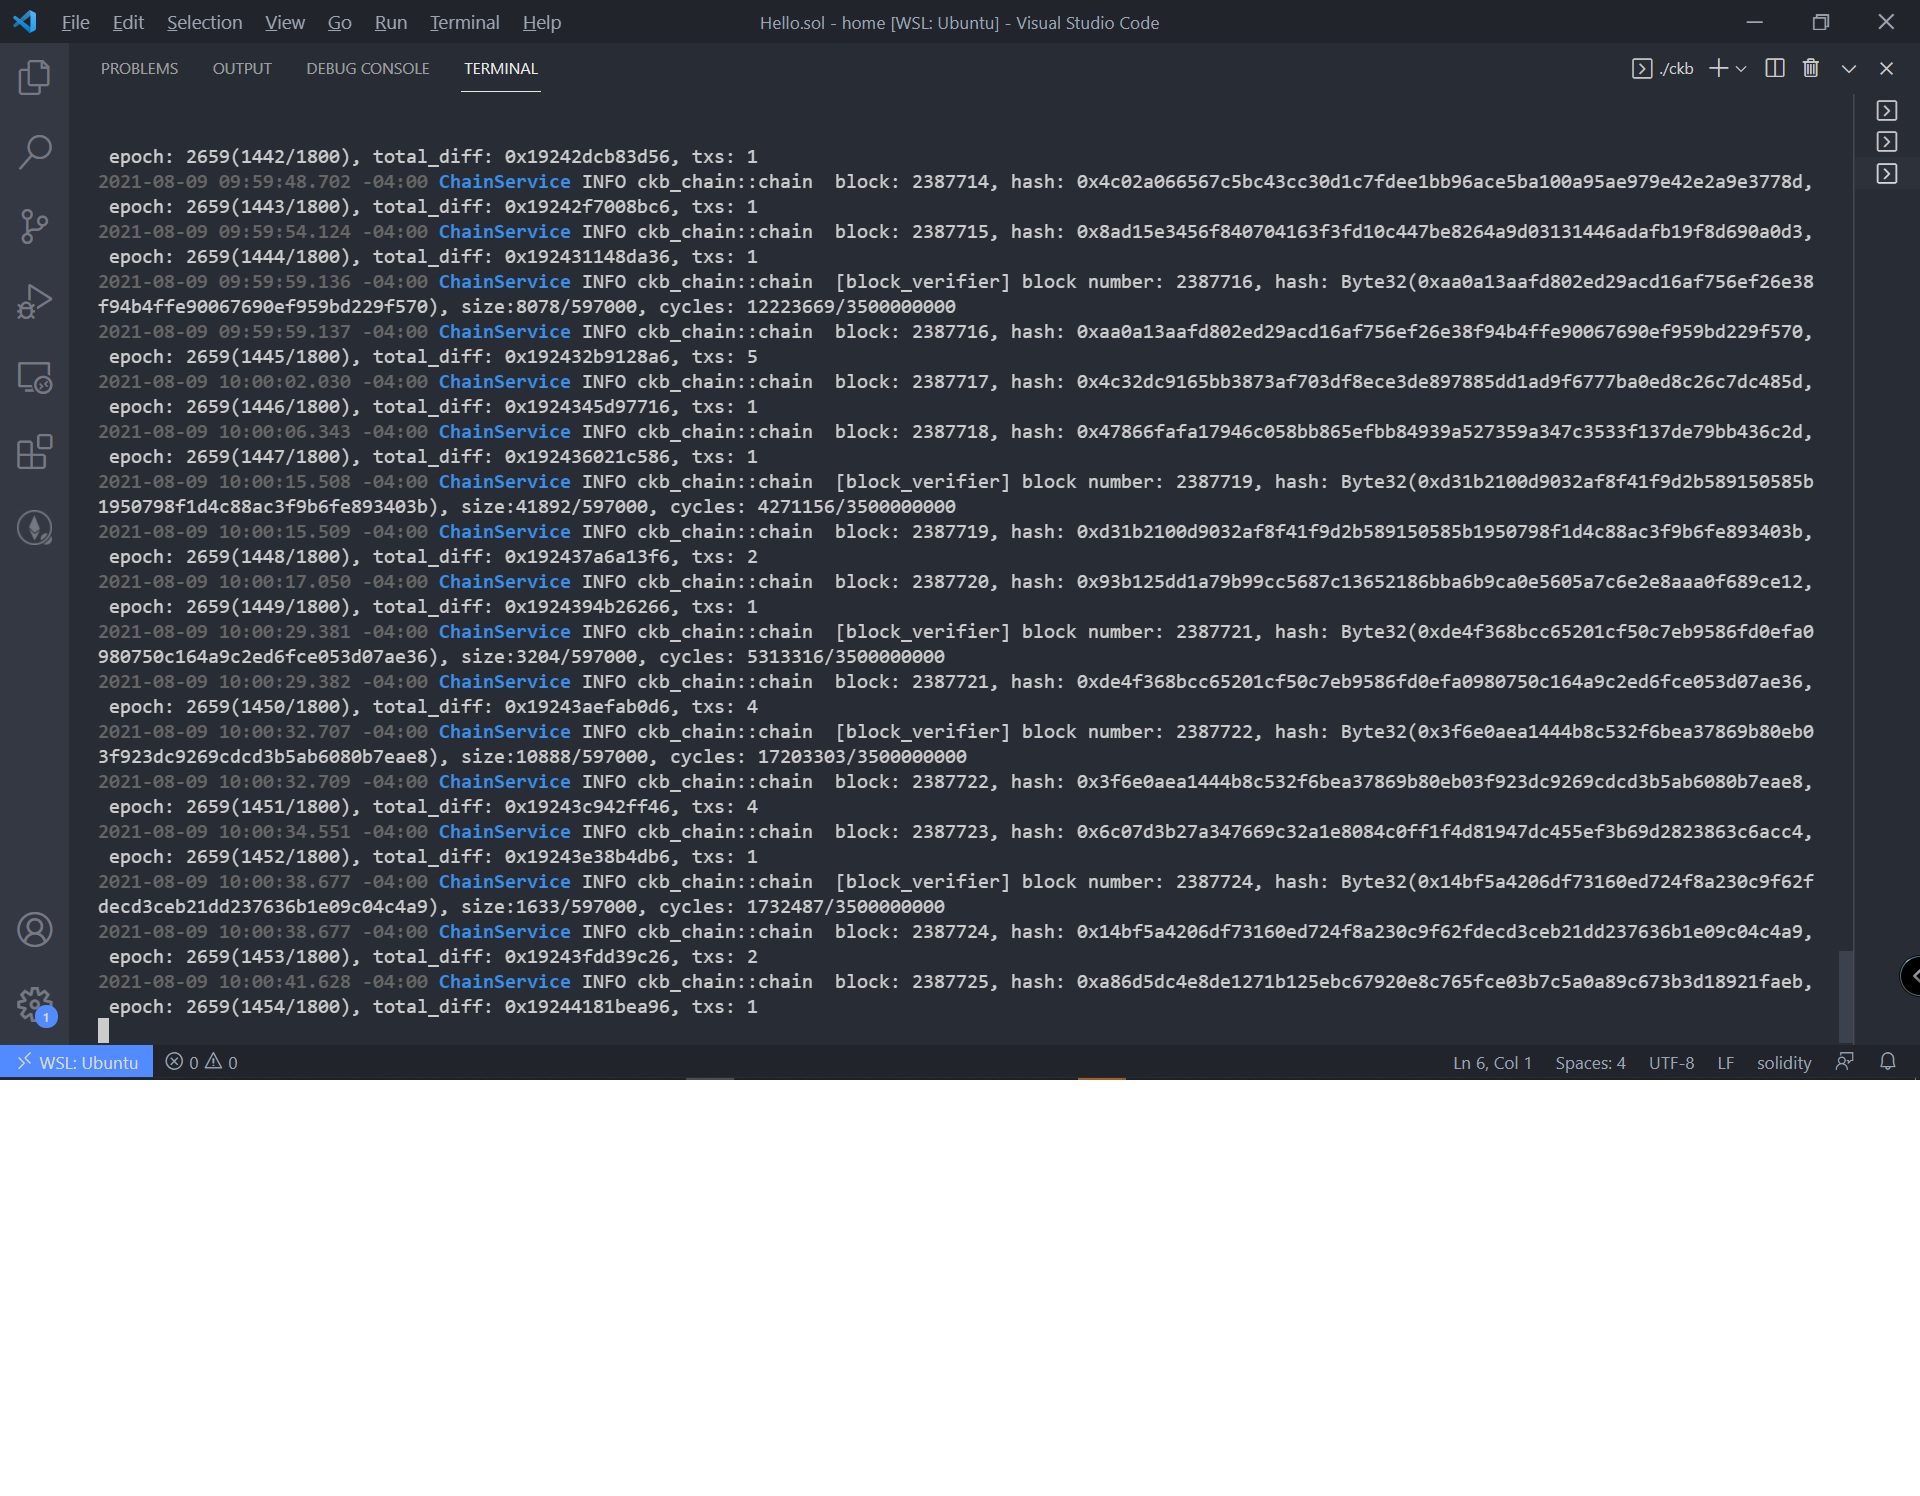 File Edit Selection View Go Run Terminal Help Hello.sol - home [WSL: Ubuntu] - Visual Studio Code
PROBLEMS OUTPUT DEBUG CONSOLE TERMINAL ./ckb
epoch: 2659(1442/1800), total_diff: 0x19242dcb83d56, txs: 1
2021-08-09 09:59:48.702 -04:00 ChainService INFO ckb_chain::chain  block: 2387714, hash: 0x4c02a066567c5bc43cc30d1c7fdee1bb96ace5ba100a95ae979e42e2a9e3778d,
epoch: 2659(1443/1800), total_diff: 0x19242f7008bc6, txs: 1
2021-08-09 09:59:54.124 -04:00 ChainService INFO ckb_chain::chain  block: 2387715, hash: 0x8ad15e3456f840704163f3fd10c447be8264a9d03131446adafb19f8d690a0d3,
epoch: 2659(1444/1800), total_diff: 0x192431148da36, txs: 1
2021-08-09 09:59:59.136 -04:00 ChainService INFO ckb_chain::chain  [block_verifier] block number: 2387716, hash: Byte32(0xaa0a13aafd802ed29acd16af756ef26e38
f94b4ffe90067690ef959bd229f570), size:8078/597000, cycles: 12223669/3500000000
2021-08-09 09:59:59.137 -04:00 ChainService INFO ckb_chain::chain  block: 2387716, hash: 0xaa0a13aafd802ed29acd16af756ef26e38f94b4ffe90067690ef959bd229f570,
epoch: 2659(1445/1800), total_diff: 0x192432b9128a6, txs: 5
2021-08-09 10:00:02.030 -04:00 ChainService INFO ckb_chain::chain  block: 2387717, hash: 0x4c32dc9165bb3873af703df8ece3de897885dd1ad9f6777ba0ed8c26c7dc485d,
epoch: 2659(1446/1800), total_diff: 0x1924345d97716, txs: 1
2021-08-09 10:00:06.343 -04:00 ChainService INFO ckb_chain::chain  block: 2387718, hash: 0x47866fafa17946c058bb865efbb84939a527359a347c3533f137de79bb436c2d,
epoch: 2659(1447/1800), total_diff: 0x192436021c586, txs: 1
2021-08-09 10:00:15.508 -04:00 ChainService INFO ckb_chain::chain  [block_verifier] block number: 2387719, hash: Byte32(0xd31b2100d9032af8f41f9d2b589150585b
1950798f1d4c88ac3f9b6fe893403b), size:41892/597000, cycles: 4271156/3500000000
2021-08-09 10:00:15.509 -04:00 ChainService INFO ckb_chain::chain  block: 2387719, hash: 0xd31b2100d9032af8f41f9d2b589150585b1950798f1d4c88ac3f9b6fe893403b,
epoch: 2659(1448/1800), total_diff: 0x192437a6a13f6, txs: 2
2021-08-09 10:00:17.050 -04:00 ChainService INFO ckb_chain::chain  block: 2387720, hash: 0x93b125dd1a79b99cc5687c13652186bba6b9ca0e5605a7c6e2e8aaa0f689ce12,
epoch: 2659(1449/1800), total_diff: 0x1924394b26266, txs: 1
2021-08-09 10:00:29.381 -04:00 ChainService INFO ckb_chain::chain  [block_verifier] block number: 2387721, hash: Byte32(0xde4f368bcc65201cf50c7eb9586fd0efa0
980750c164a9c2ed6fce053d07ae36), size:3204/597000, cycles: 5313316/3500000000
2021-08-09 10:00:29.382 -04:00 ChainService INFO ckb_chain::chain  block: 2387721, hash: 0xde4f368bcc65201cf50c7eb9586fd0efa0980750c164a9c2ed6fce053d07ae36,
epoch: 2659(1450/1800), total_diff: 0x19243aefab0d6, txs: 4
2021-08-09 10:00:32.707 -04:00 ChainService INFO ckb_chain::chain  [block_verifier] block number: 2387722, hash: Byte32(0x3f6e0aea1444b8c532f6bea37869b80eb0
3f923dc9269cdcd3b5ab6080b7eae8), size:10888/597000, cycles: 17203303/3500000000
2021-08-09 10:00:32.709 -04:00 ChainService INFO ckb_chain::chain  block: 2387722, hash: 0x3f6e0aea1444b8c532f6bea37869b80eb03f923dc9269cdcd3b5ab6080b7eae8,
epoch: 2659(1451/1800), total_diff: 0x19243c942ff46, txs: 4
2021-08-09 10:00:34.551 -04:00 ChainService INFO ckb_chain::chain  block: 2387723, hash: 0x6c07d3b27a347669c32a1e8084c0ff1f4d81947dc455ef3b69d2823863c6acc4,
epoch: 2659(1452/1800), total_diff: 0x19243e38b4db6, txs: 1
2021-08-09 10:00:38.677 -04:00 ChainService INFO ckb_chain::chain  [block_verifier] block number: 2387724, hash: Byte32(0x14bf5a4206df73160ed724f8a230c9f62f
decd3ceb21dd237636b1e09c04c4a9), size:1633/597000, cycles: 1732487/3500000000
2021-08-09 10:00:38.677 -04:00 ChainService INFO ckb_chain::chain  block: 2387724, hash: 0x14bf5a4206df73160ed724f8a230c9f62fdecd3ceb21dd237636b1e09c04c4a9,
epoch: 2659(1453/1800), total_diff: 0x19243fdd39c26, txs: 2
2021-08-09 10:00:41.628 -04:00 ChainService INFO ckb_chain::chain  block: 2387725, hash: 0xa86d5dc4e8de1271b125ebc67920e8c765fce03b7c5a0a89c673b3d18921faeb,
epoch: 2659(1454/1800), total_diff: 0x19244181bea96, txs: 1
1
WSL: Ubuntu 0 0 Ln 6, Col 1 Spaces: 4 UTF-8 LF solidity